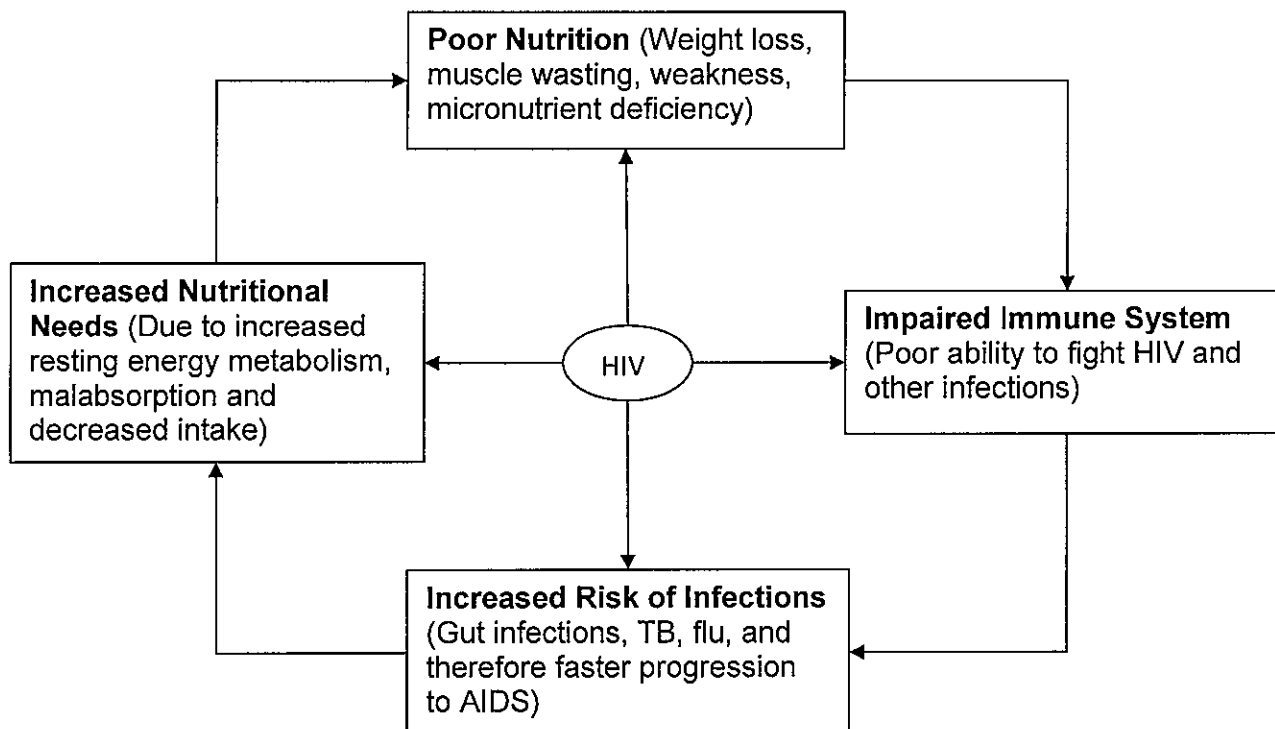 Poor Nutrition (Weight loss,
muscle wasting, weakness,
micronutrient deficiency)
Increased Nutritional
Needs (Due to increased
resting energy metabolism,
malabsorption and
decreased intake)
HIV
Impaired Immune System
(Poor ability to fight HIV and
other infections)
Increased Risk of Infections
(Gut infections, TB, flu, and
therefore faster progression
to AIDS)